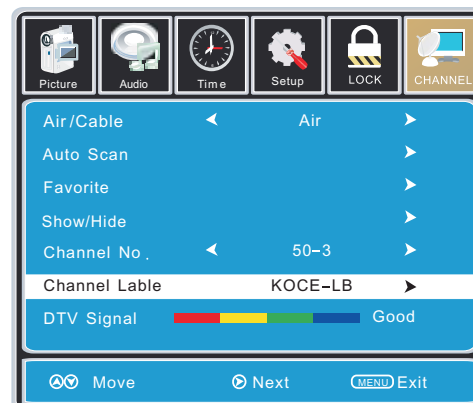 Picture Audio Time Setup LOCK CHANNEL
Air/Cable Air
Auto Scan
Favorite
Show/Hide
Channel No. 50-3
Channel Lable KOCE-LB
DTV Signal Good
Move Next MENU Exit